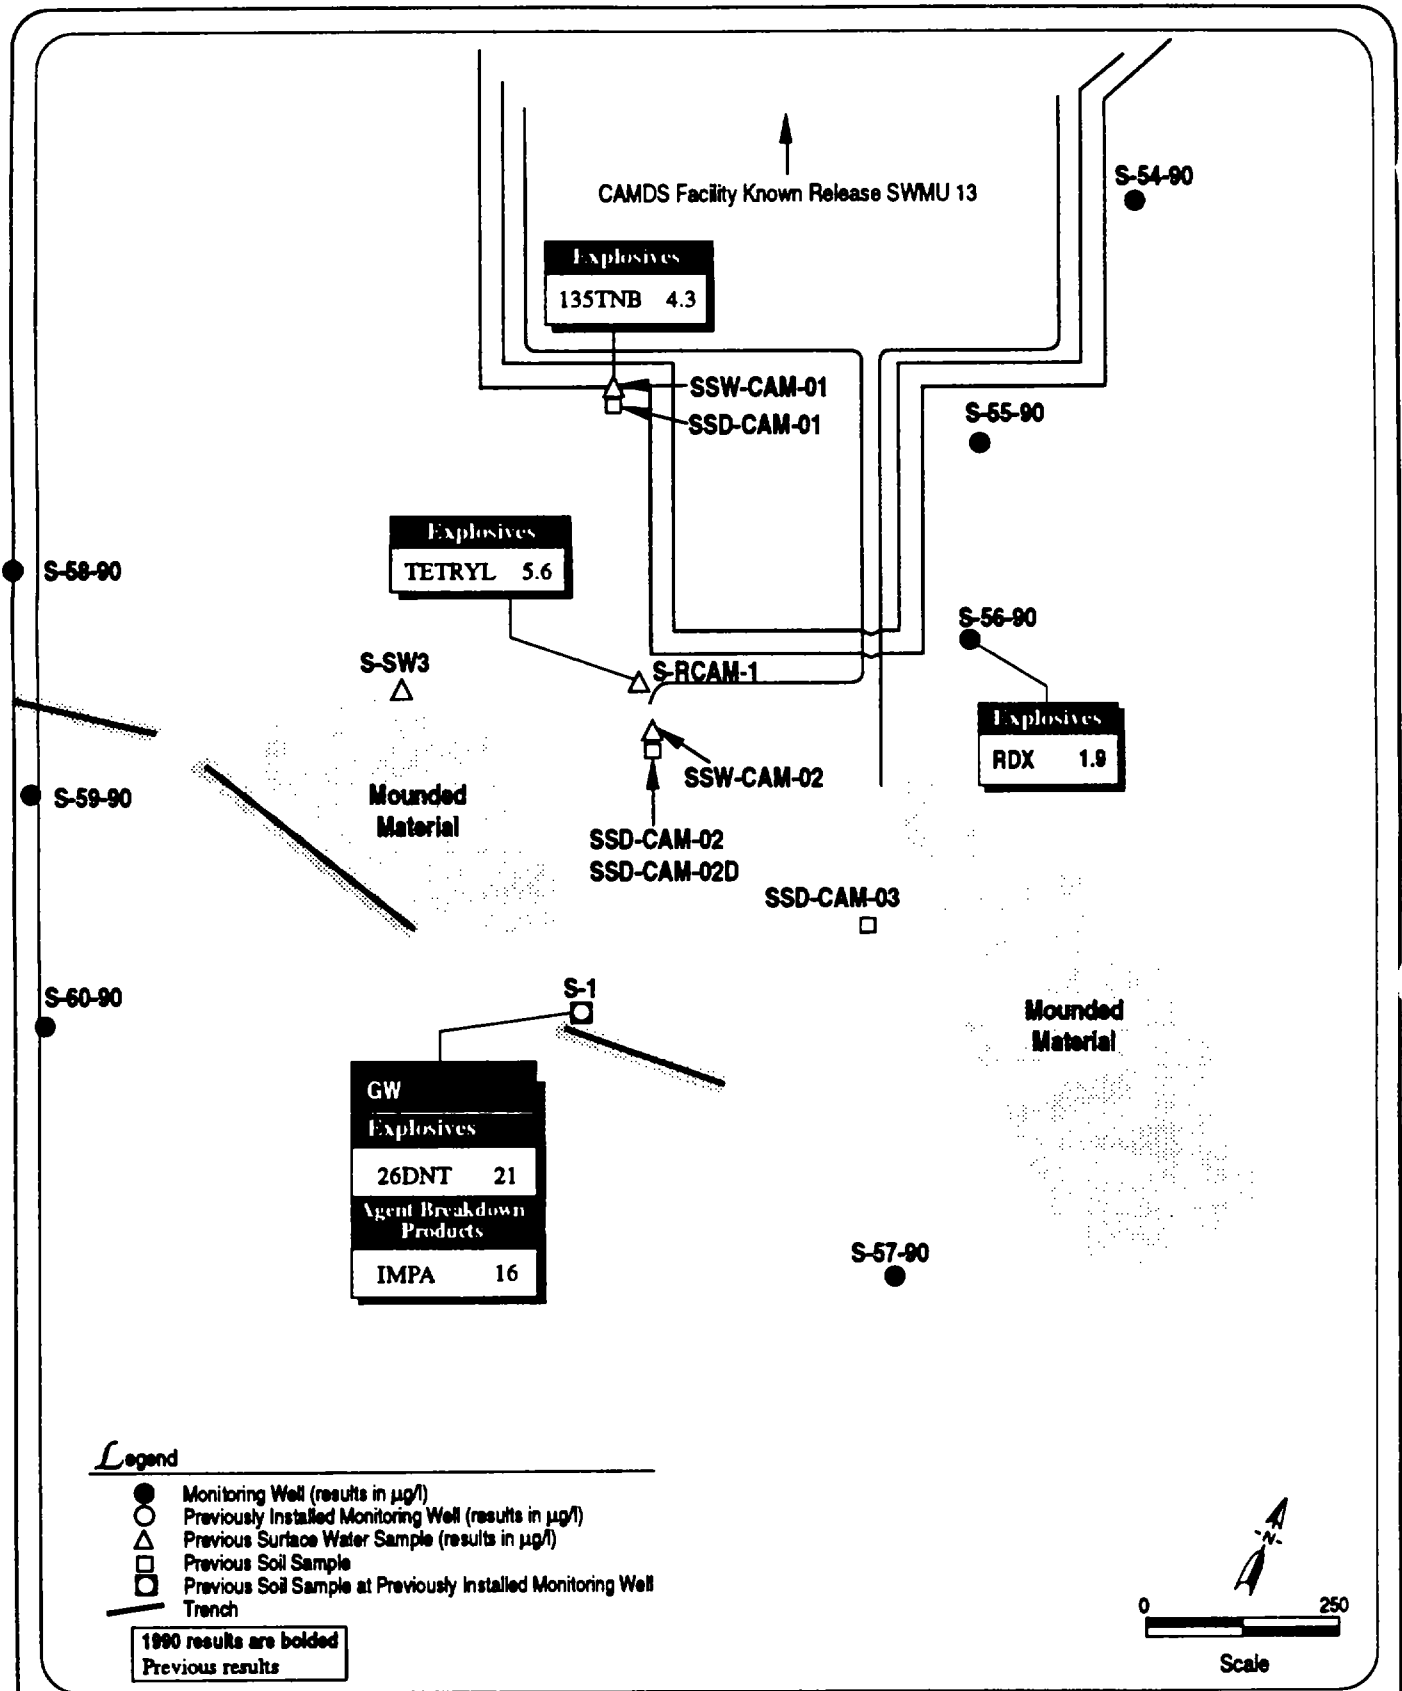 CAMDS Facility Known Release SWMU 13
S-54-90
Explosives
135TNB 4.3
SSW-CAM-01
SSD-CAM-01
S-55-90
Explosives
TETRYL 5.6
S-58-90
S-56-90
S-SW3
S-RCAM-1
Explosives
RDX 1.9
SSW-CAM-02
S-59-90
Mounded
Material
SSD-CAM-02
SSD-CAM-02D
SSD-CAM-03
S-60-90
S-1
Mounded
Material
GW
Explosives
26DNT 21
Agent Breakdown
Products
IMPA 16
S-57-90
Legend
Monitoring Well (results in µg/l)
Previously Installed Monitoring Well (results in µg/l)
Previous Surface Water Sample (results in µg/l)
Previous Soil Sample
Previous Soil Sample at Previously Installed Monitoring Well
Trench
1990 results are bolded
Previous results
-N-
0 250
Scale